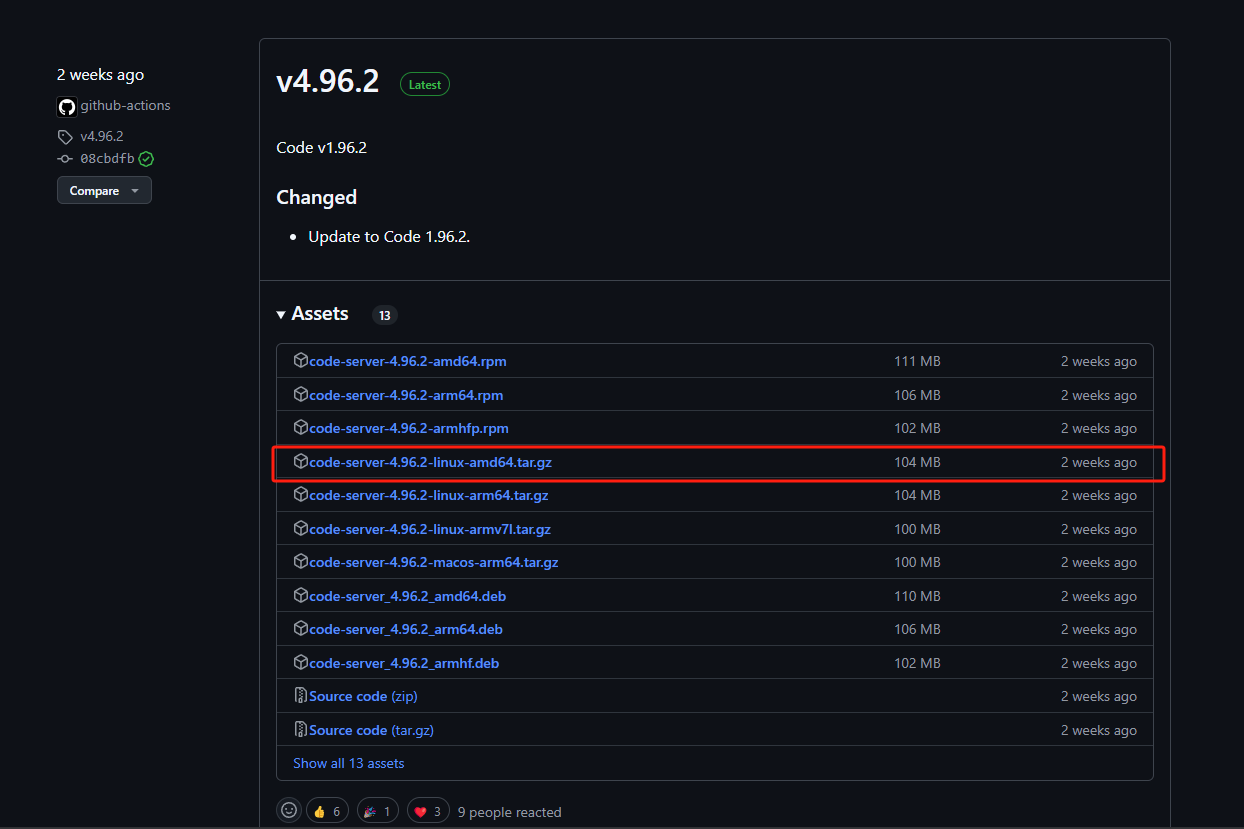 2 weeks ago
github-actions
v4.96.2
08cbdfb
Compare
v4.96.2 Latest
Code v1.96.2
Changed
Update to Code 1.96.2.
Assets 13
code-server-4.96.2-amd64.rpm 111 MB 2 weeks ago
code-server-4.96.2-arm64.rpm 106 MB 2 weeks ago
code-server-4.96.2-armhfp.rpm 102 MB 2 weeks ago
code-server-4.96.2-linux-amd64.tar.gz 104 MB 2 weeks ago
code-server-4.96.2-linux-arm64.tar.gz 104 MB 2 weeks ago
code-server-4.96.2-linux-armv7l.tar.gz 100 MB 2 weeks ago
code-server-4.96.2-macos-arm64.tar.gz 100 MB 2 weeks ago
code-server_4.96.2_amd64.deb 110 MB 2 weeks ago
code-server_4.96.2_arm64.deb 106 MB 2 weeks ago
code-server_4.96.2_armhf.deb 102 MB 2 weeks ago
Source code (zip) 2 weeks ago
Source code (tar.gz) 2 weeks ago
Show all 13 assets
6 1 3 9 people reacted